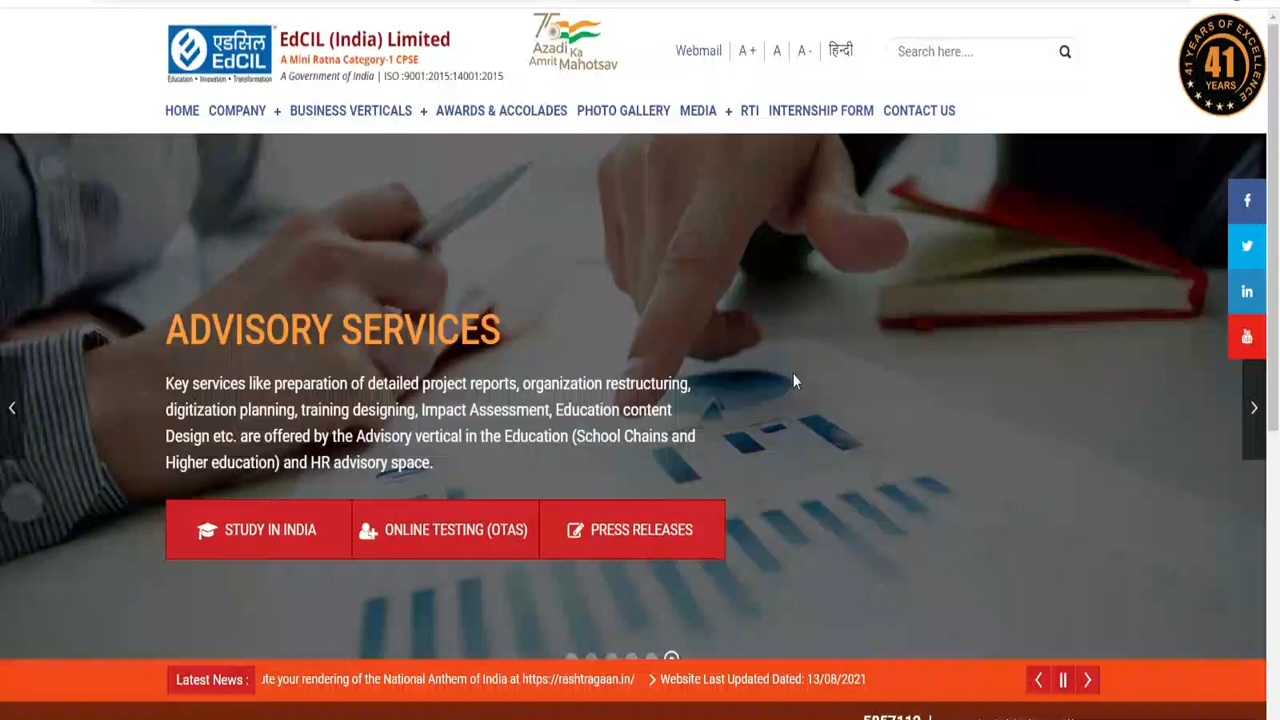 एडसिल
EdCIL
Education • Innovation • Transformation
EdCIL (India) Limited
A Mini Ratna Category-1 CPSE
A Government of India | ISO :9001:2015:14001:2015
75
Azadi Ka
Amrit Mahotsav
Webmail
A +
A
A -
हिन्दी
Search here....
41 YEARS OF EXCELLENCE
41
YEARS
HOME COMPANY + BUSINESS VERTICALS + AWARDS & ACCOLADES PHOTO GALLERY MEDIA + RTI INTERNSHIP FORM CONTACT US
ADVISORY SERVICES
Key services like preparation of detailed project reports, organization restructuring,
digitization planning, training designing, Impact Assessment, Education content
Design etc. are offered by the Advisory vertical in the Education (School Chains and
Higher education) and HR advisory space.
STUDY IN INDIA
ONLINE TESTING (OTAS)
PRESS RELEASES
Latest News :
ute your rendering of the National Anthem of India at https://rashtragaan.in/
Website Last Updated Dated: 13/08/2021